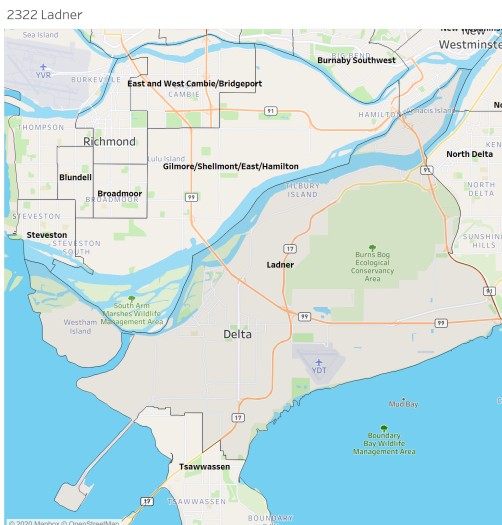 2322 Ladner
Sea Island
New
Westminste
BIG BEND
Burnaby Southwest
YVR
BURKEVILLE
East and West Cambie/Bridgeport
CAMBIE
91
HAMILTON
Annacis Island
THOMPSON
Richmond
Lulu Island
Gilmore/Shellmont/East/Hamilton
KEN
North Delta
91
Blundell
TILBURY
ISLAND
NORTH
DELTA
Broadmoor
BROADMOOR
99
STEVESTON
Steveston
STEVESTON
SOUTH
SUNSHIN
HILLS
17
Ladner
Burns Bog
Ecological
Conservancy
Area
91
South Arm
Marshes Wildlife
Management Area
Westham
Island
99
99
Delta
YDT
Mud Bay
17
Boundary
Bay Wildlife
Management Area
Tsawwassen
17
TSAWWASSEN
BOUNDARY
© 2020 Mapbox © OpenStreetMap